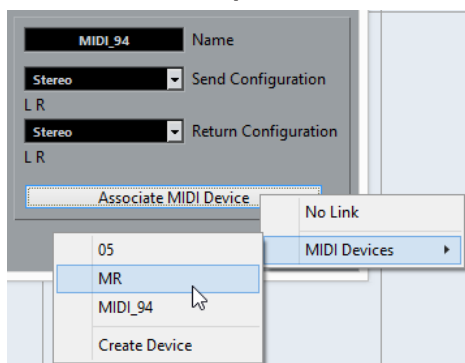 MIDI_94 Name
Stereo Send Configuration
L R
Stereo Return Configuration
L R
Associate MIDI Device
No Link
MIDI Devices
05
MR
MIDI_94
Create Device